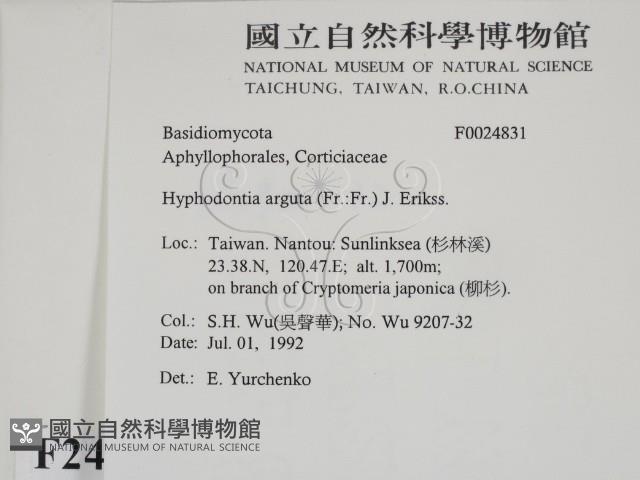 國立自然科學博物館
NATIONAL MUSEUM OF NATURAL SCIENCE
TAICHUNG, TAIWAN, R.O.CHINA
Basidiomycota F0024831
Aphyllophorales, Corticiaceae
Hyphodontia arguta (Fr.:Fr.) J. Erikss.
Loc.: Taiwan. Nantou: Sunlinksea (杉林溪)
23.38.N, 120.47.E; alt. 1,700m;
on branch of Cryptomeria japonica (柳杉).
Col.: S.H. Wu(吳聲華); No. Wu 9207-32
Date: Jul. 01, 1992
Det.: E. Yurchenko
國立自然科學博物館
NATIONAL MUSEUM OF NATURAL SCIENCE
F24